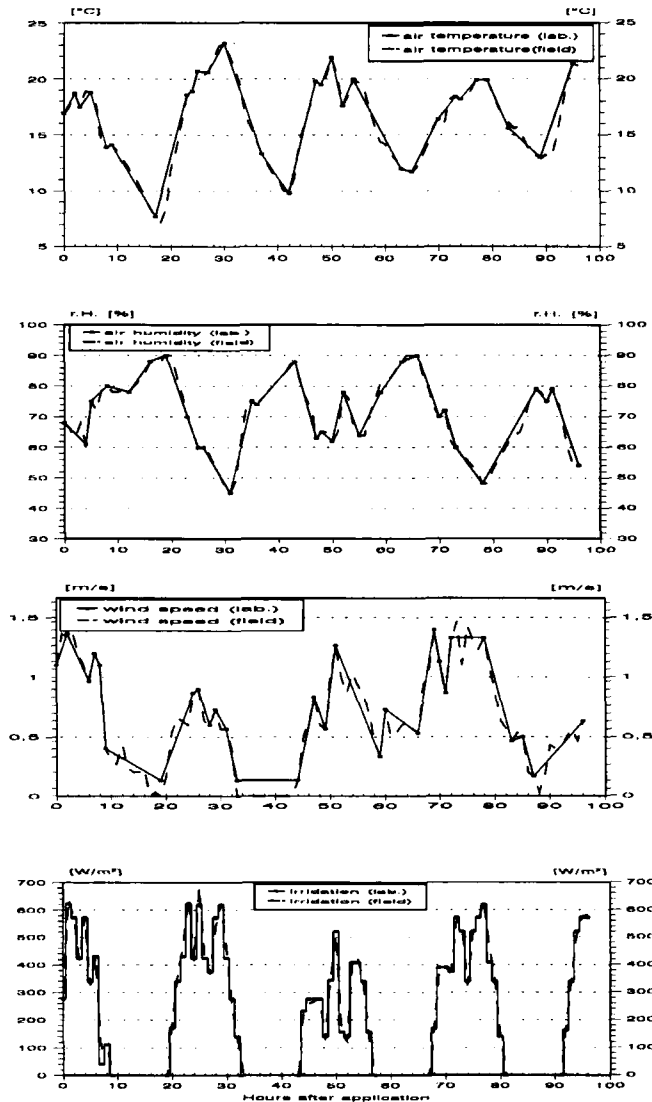 [°C] [°C]
25 25
air temperature (lab.)
air temperature(field)
20 20
15 15
10 10
5 5
0 10 20 30 40 50 60 70 80 90 100
r.H. [%] r.H. [%]
100 100
air humidity (lab.)
air humidity (field)
90 90
80 80
70 70
60 60
50 50
40 40
30 30
0 10 20 30 40 50 60 70 80 90 100
[m/s] [m/s]
1.5 1.5
wind speed (lab.)
wind speed (field)
1 1
0.5 0.5
0 0
0 10 20 30 40 50 60 70 80 90 100
[W/m²] [W/m²]
700 700
irridation (lab.)
irridation (field)
600 600
500 500
400 400
300 300
200 200
100 100
0 0
0 10 20 30 40 50 60 70 80 90 100
Hours after application